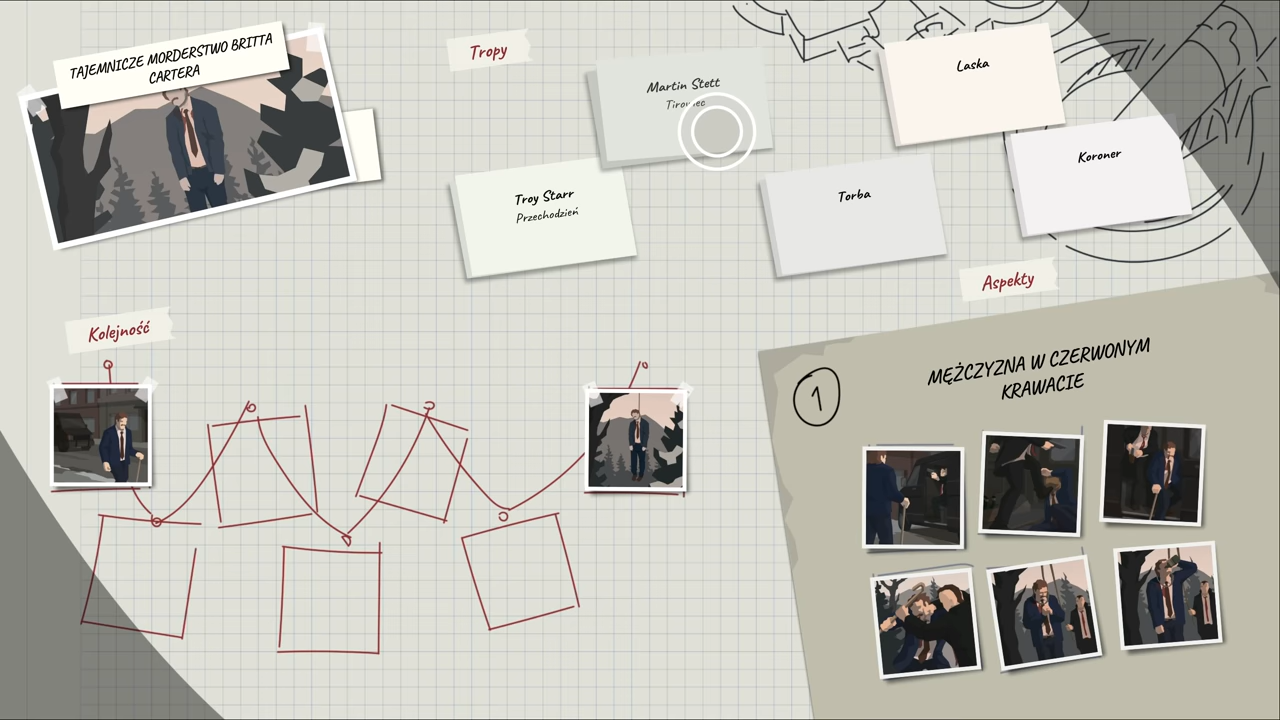 TAJEMNICZE MORDERSTWO BRITTA
CARTERA
Tropy
Martin Stett
Laska
Troy Starr
Przechodzień
Torba
Koroner
Aspekty
Kolejność
MĘŻCZYZNA W CZERWONYM
KRAWACIE
1